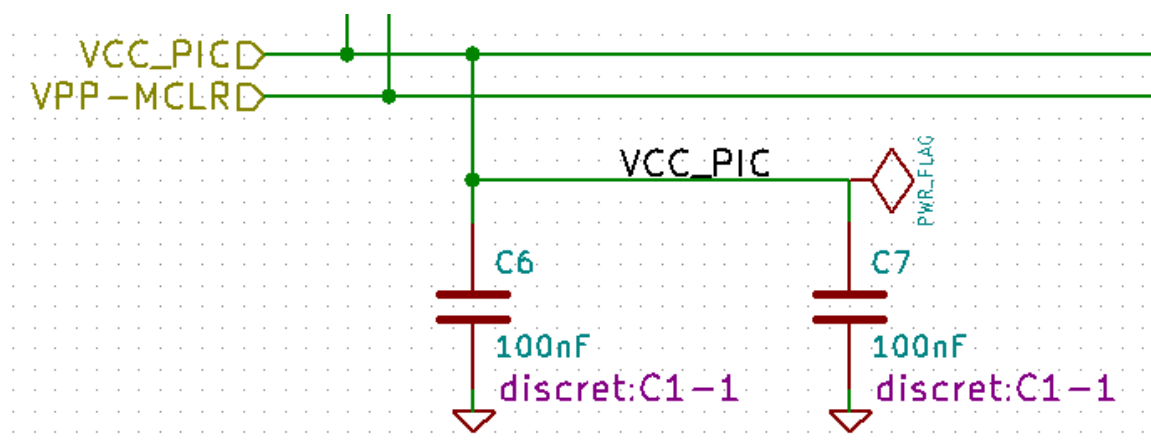 VCC_PIC
VPP-MCLR
VCC_PIC
PWR_FLAG
C6
100nF
discret:C1-1
C7
100nF
discret:C1-1